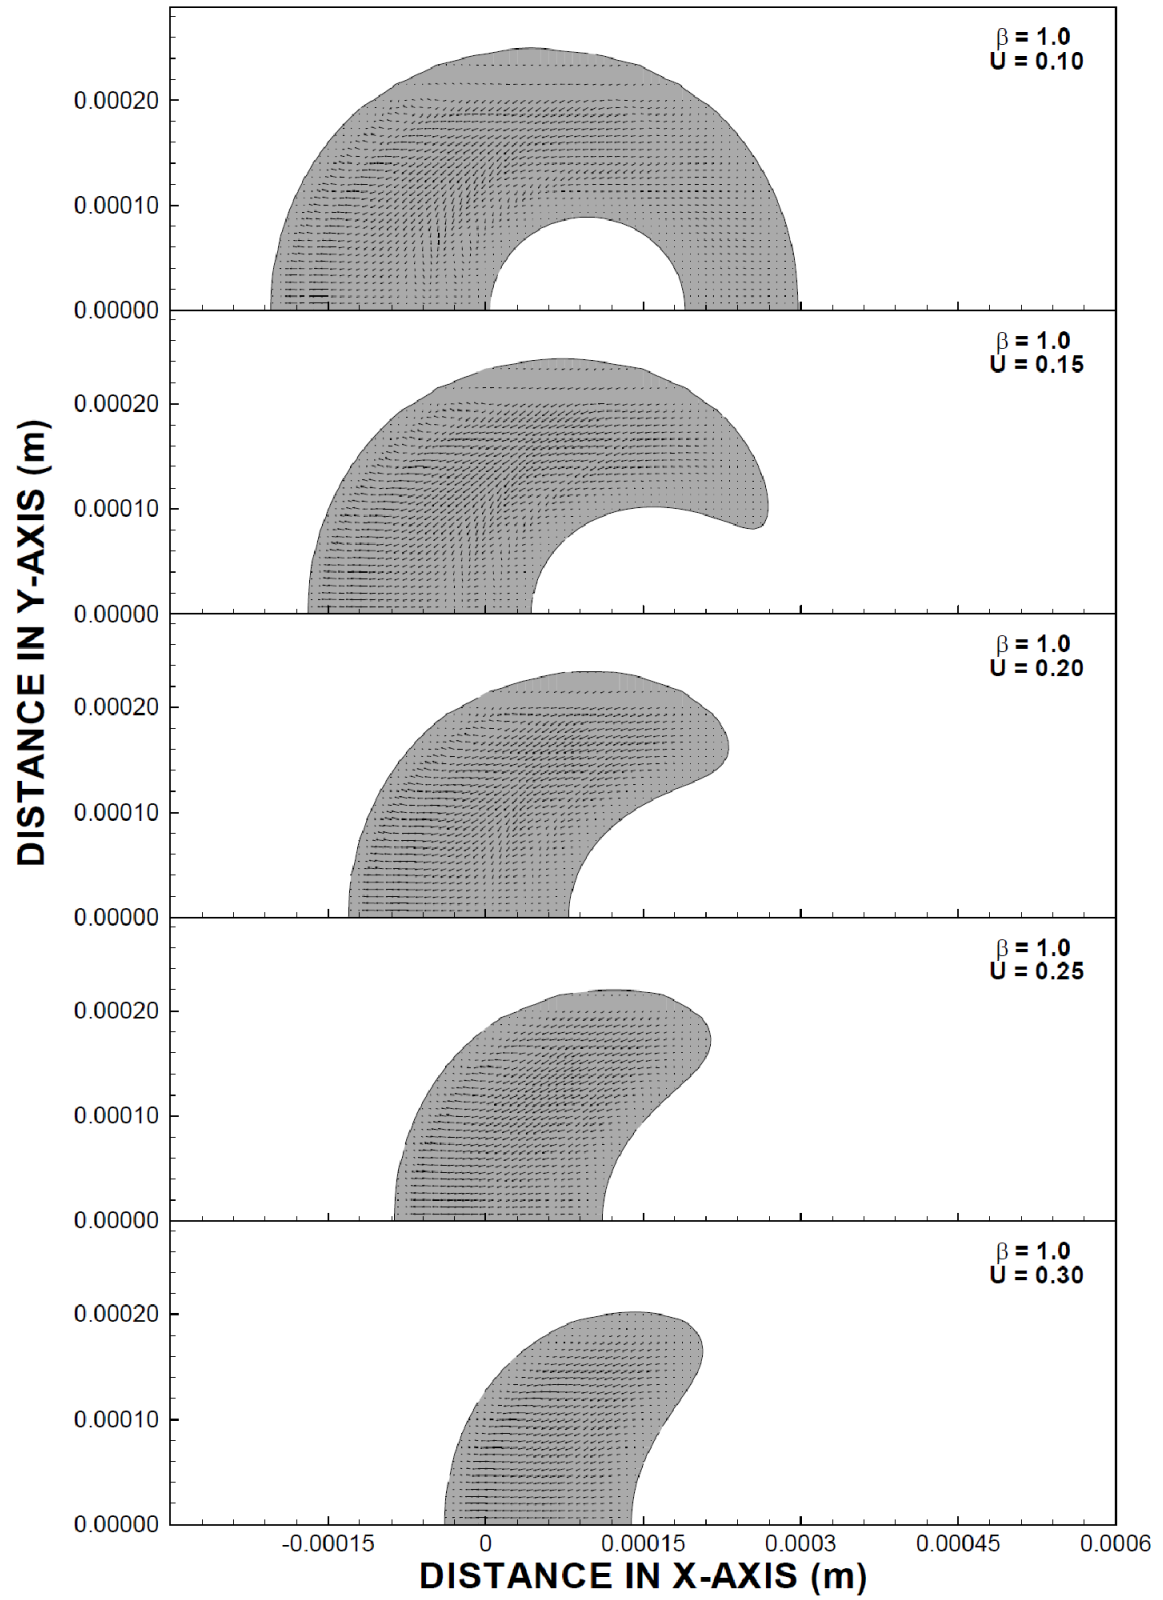 β = 1.0
U = 0.10
0.00020
0.00010
0.00000
β = 1.0
U = 0.15
0.00020
0.00010
0.00000
β = 1.0
U = 0.20
0.00020
0.00010
0.00000
β = 1.0
U = 0.25
0.00020
0.00010
0.00000
β = 1.0
U = 0.30
0.00020
0.00010
0.00000
DISTANCE IN Y-AXIS (m)
-0.00015 0 0.00015 0.0003 0.00045 0.0006
DISTANCE IN X-AXIS (m)